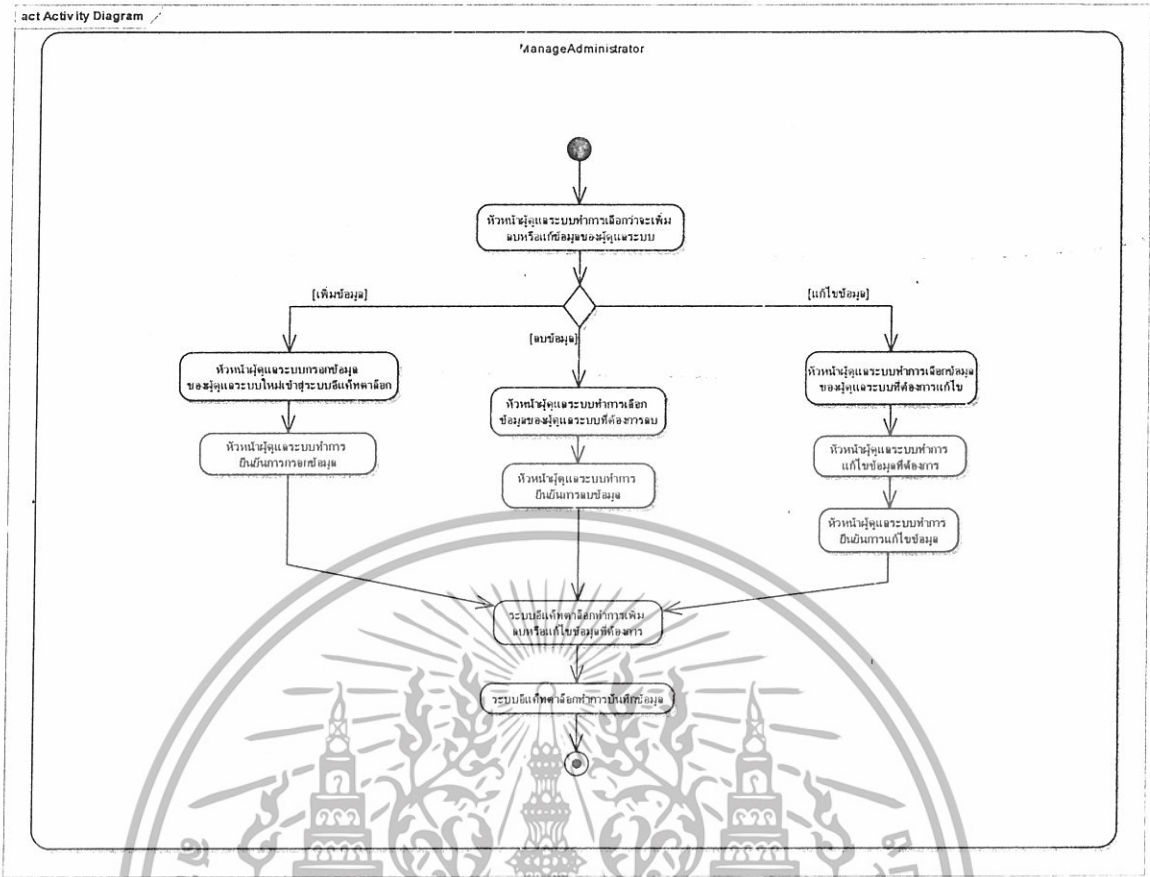 act Activity Diagram
ManageAdministrator
หัวหน้าผู้ดูแลระบบทำการเลือกว่าจะเพิ่ม
ลบหรือแก้ข้อมูลของผู้ดูแลระบบ
[เพิ่มข้อมูล]
[แก้ไขข้อมูล]
[ลบข้อมูล]
หัวหน้าผู้ดูแลระบบกรอกข้อมูล
ของผู้ดูแลระบบใหม่เข้าสู่ระบบอีแค็ทตาล็อก
หัวหน้าผู้ดูแลระบบทำการเลือก
ข้อมูลของผู้ดูแลระบบที่ต้องการลบ
หัวหน้าผู้ดูแลระบบทำการเลือกข้อมูล
ของผู้ดูแลระบบที่ต้องการแก้ไข
หัวหน้าผู้ดูแลระบบทำการ
ยืนยันการกรอกข้อมูล
หัวหน้าผู้ดูแลระบบทำการ
ยืนยันการลบข้อมูล
หัวหน้าผู้ดูแลระบบทำการ
แก้ไขข้อมูลที่ต้องการ
หัวหน้าผู้ดูแลระบบทำการ
ยืนยันการแก้ไขข้อมูล
ระบบอีแค็ทตาล็อกทำการเพิ่ม
ลบหรือแก้ไขข้อมูลที่ต้องการ
ระบบอีแค็ทตาล็อกทำการบันทึกข้อมูล